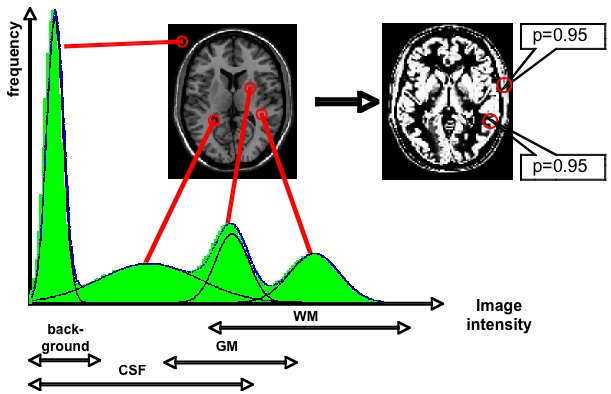 frequency
p=0.95
p=0.95
Image
intensity
WM
back-
ground
GM
CSF